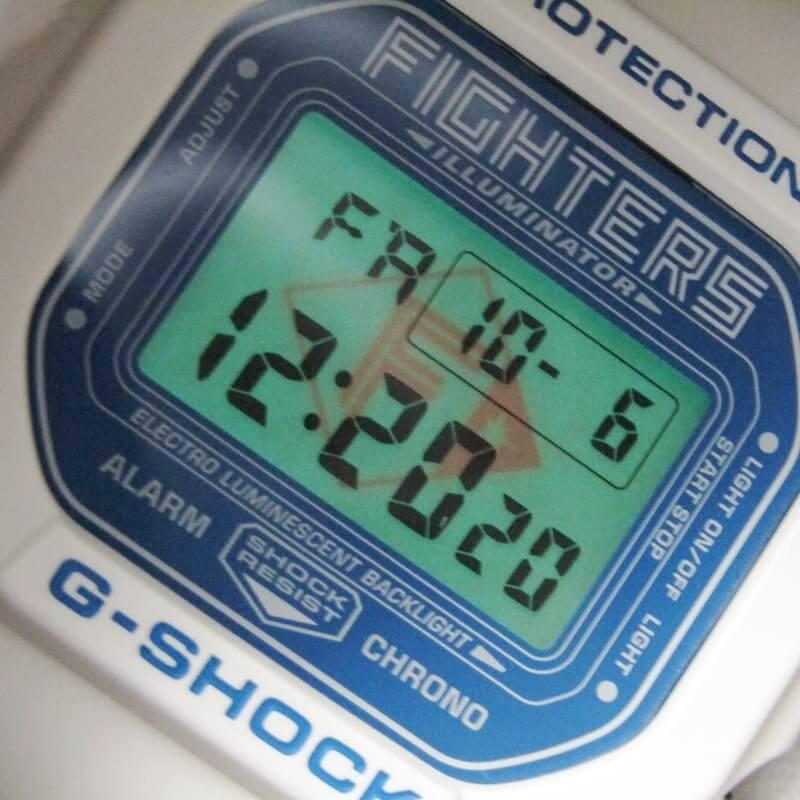 PROTECTION
FIGHTERS
ILLUMINATOR
ADJUST
MODE
FR
10- 6
12:20 20
LIGHT ON/OFF
START STOP
LIGHT
ELECTRO LUMINESCENT BACKLIGHT
ALARM
SHOCK
RESIST
CHRONO
G-SHOCK